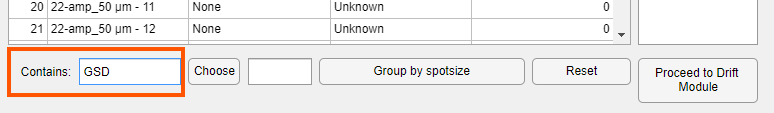 20 22-amp_50 µm - 11 None Unknown 0
21 22-amp_50 µm - 12 None Unknown 0
Contains: GSD Choose Group by spotsize Reset Proceed to Drift
Module